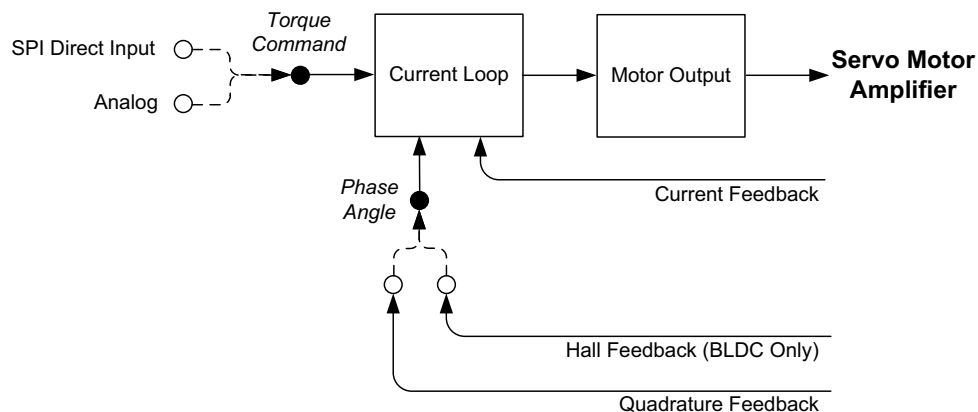 SPI Direct Input
Analog
Torque
Command
Current Loop
Motor Output
Servo Motor
Amplifier
Phase
Angle
Current Feedback
Hall Feedback (BLDC Only)
Quadrature Feedback